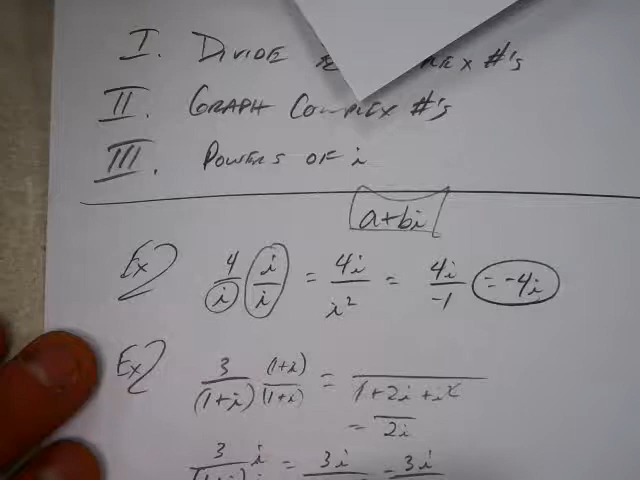 I. DIVIDE #'s
II. GRAPH COMPLEX #'s
III. POWERS OF i
a+bi
Ex 4/i i/i = 4i/i² = 4i/-1 = -4i
Ex 3/(1+i) (1+i)/(1+i) = /1+2i+i²
= /2i
3 i = 3i 3i